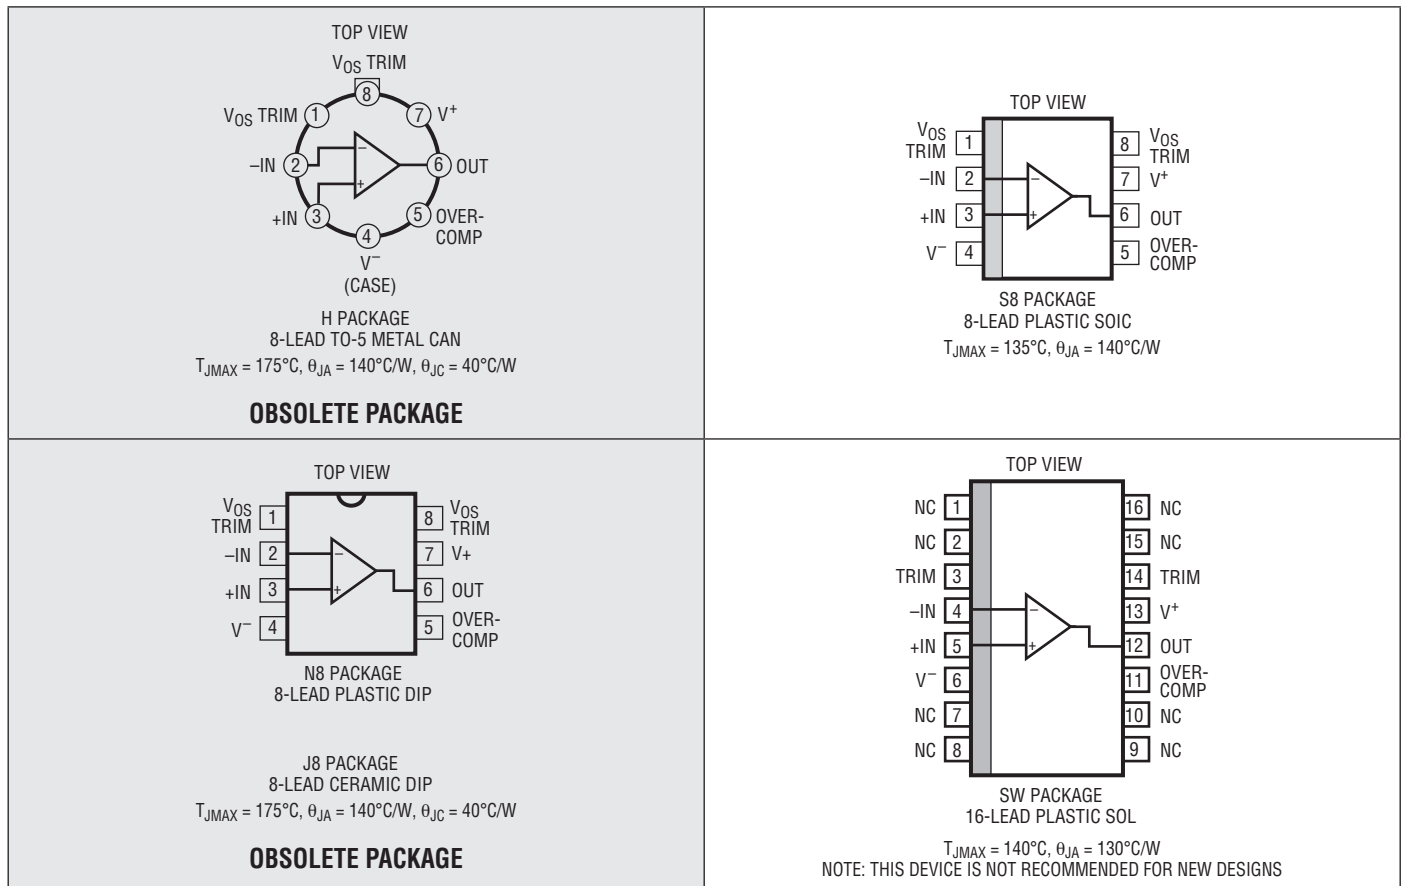 TOP VIEW
VOS TRIM
8
VOS TRIM 1
7 V+
–IN 2
–
6 OUT
+
+IN 3
5 OVER-
COMP
4
V–
(CASE)
H PACKAGE
8-LEAD TO-5 METAL CAN
TJMAX = 175°C, θJA = 140°C/W, θJC = 40°C/W
OBSOLETE PACKAGE
TOP VIEW
VOS
TRIM
1
8
VOS
TRIM
–IN 2
–
7 V+
+IN 3
+
6 OUT
V– 4
5 OVER-
COMP
S8 PACKAGE
8-LEAD PLASTIC SOIC
TJMAX = 135°C, θJA = 140°C/W
TOP VIEW
VOS
TRIM
1
8
VOS
TRIM
–IN 2
–
7 V+
+IN 3
+
6 OUT
V– 4
5 OVER-
COMP
N8 PACKAGE
8-LEAD PLASTIC DIP
J8 PACKAGE
8-LEAD CERAMIC DIP
TJMAX = 175°C, θJA = 140°C/W, θJC = 40°C/W
OBSOLETE PACKAGE
TOP VIEW
NC 1
16 NC
NC 2
15 NC
TRIM 3
14 TRIM
–IN 4
–
13 V+
+IN 5
+
12 OUT
V– 6
11 OVER-
COMP
NC 7
10 NC
NC 8
9 NC
SW PACKAGE
16-LEAD PLASTIC SOL
TJMAX = 140°C, θJA = 130°C/W
NOTE: THIS DEVICE IS NOT RECOMMENDED FOR NEW DESIGNS